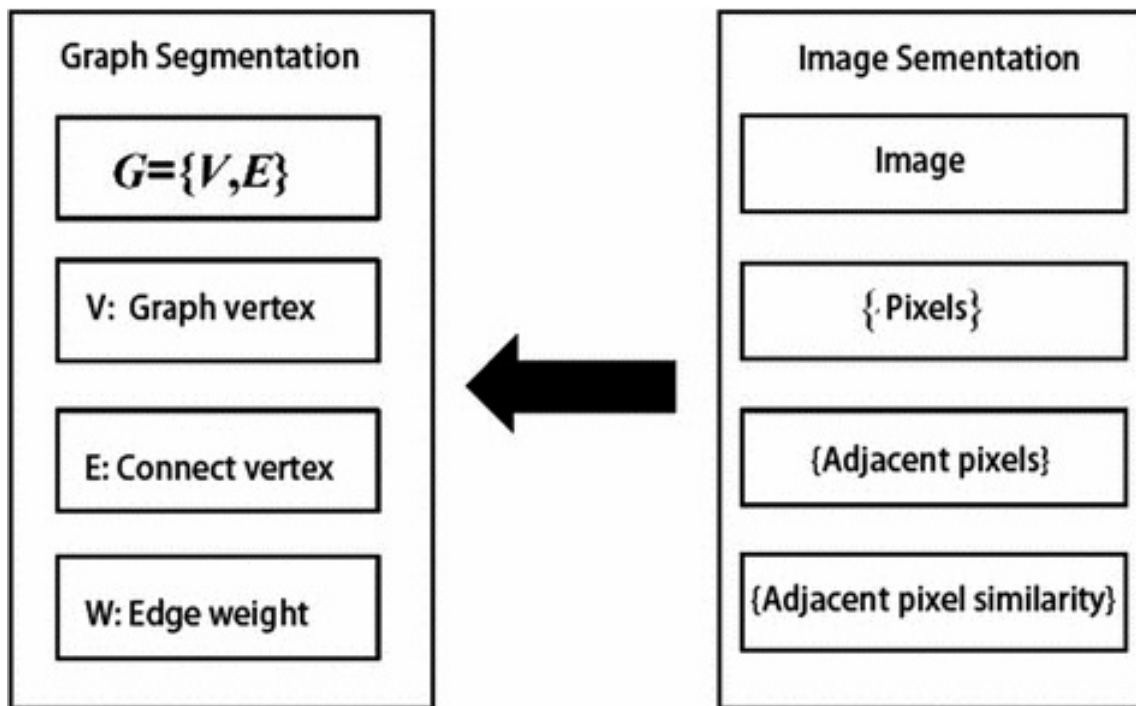 Graph Segmentation
G={V,E}
V: Graph vertex
E: Connect vertex
W: Edge weight
Image Sementation
Image
{Pixels}
{Adjacent pixels}
{Adjacent pixel similarity}